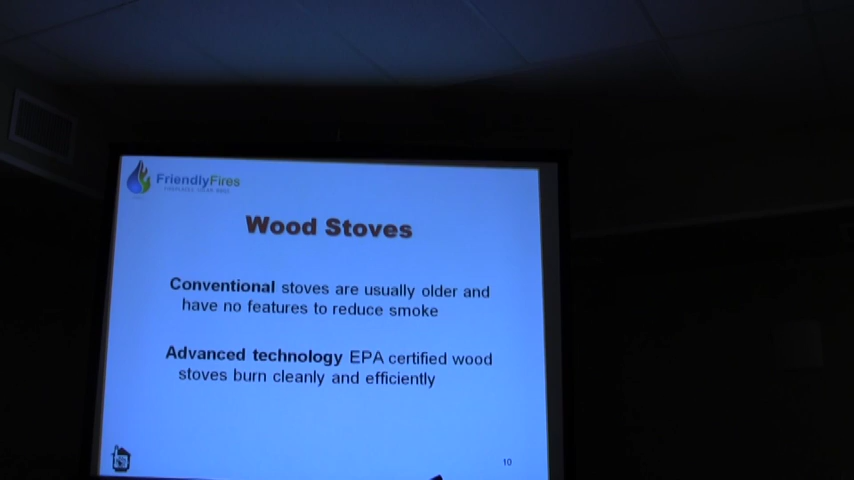 FriendlyFires
Wood Stoves
Conventional stoves are usually older and
have no features to reduce smoke
Advanced technology EPA certified wood
stoves burn cleanly and efficiently
10